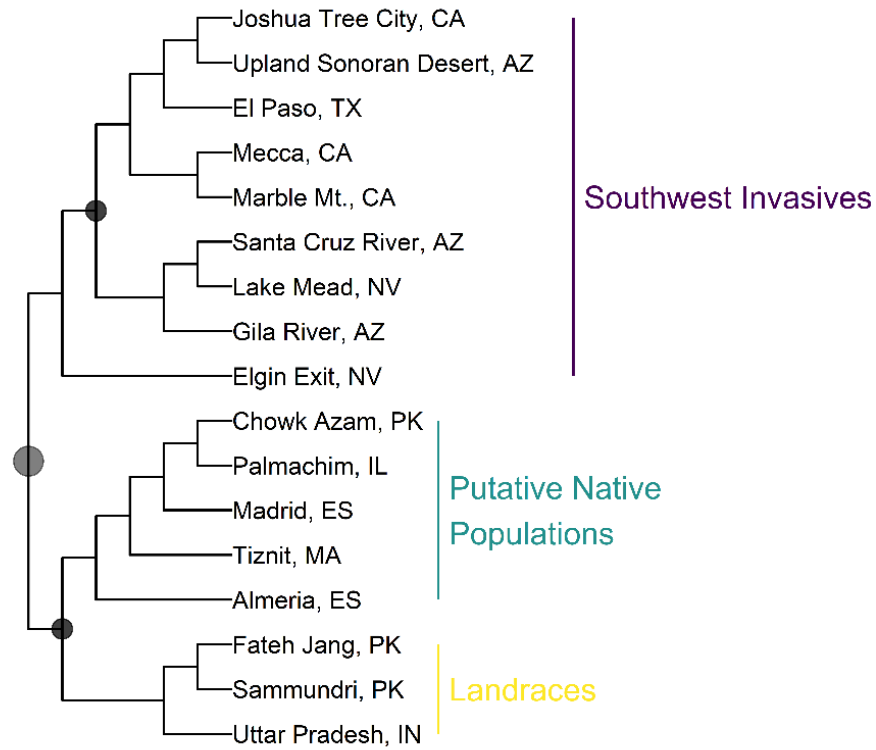 Joshua Tree City, CA
Upland Sonoran Desert, AZ
El Paso, TX
Mecca, CA
Marble Mt., CA
Southwest Invasives
Santa Cruz River, AZ
Lake Mead, NV
Gila River, AZ
Elgin Exit, NV
Chowk Azam, PK
Palmachim, IL
Madrid, ES
Tiznit, MA
Almeria, ES
Putative Native
Populations
Fateh Jang, PK
Sammundri, PK
Uttar Pradesh, IN
Landraces